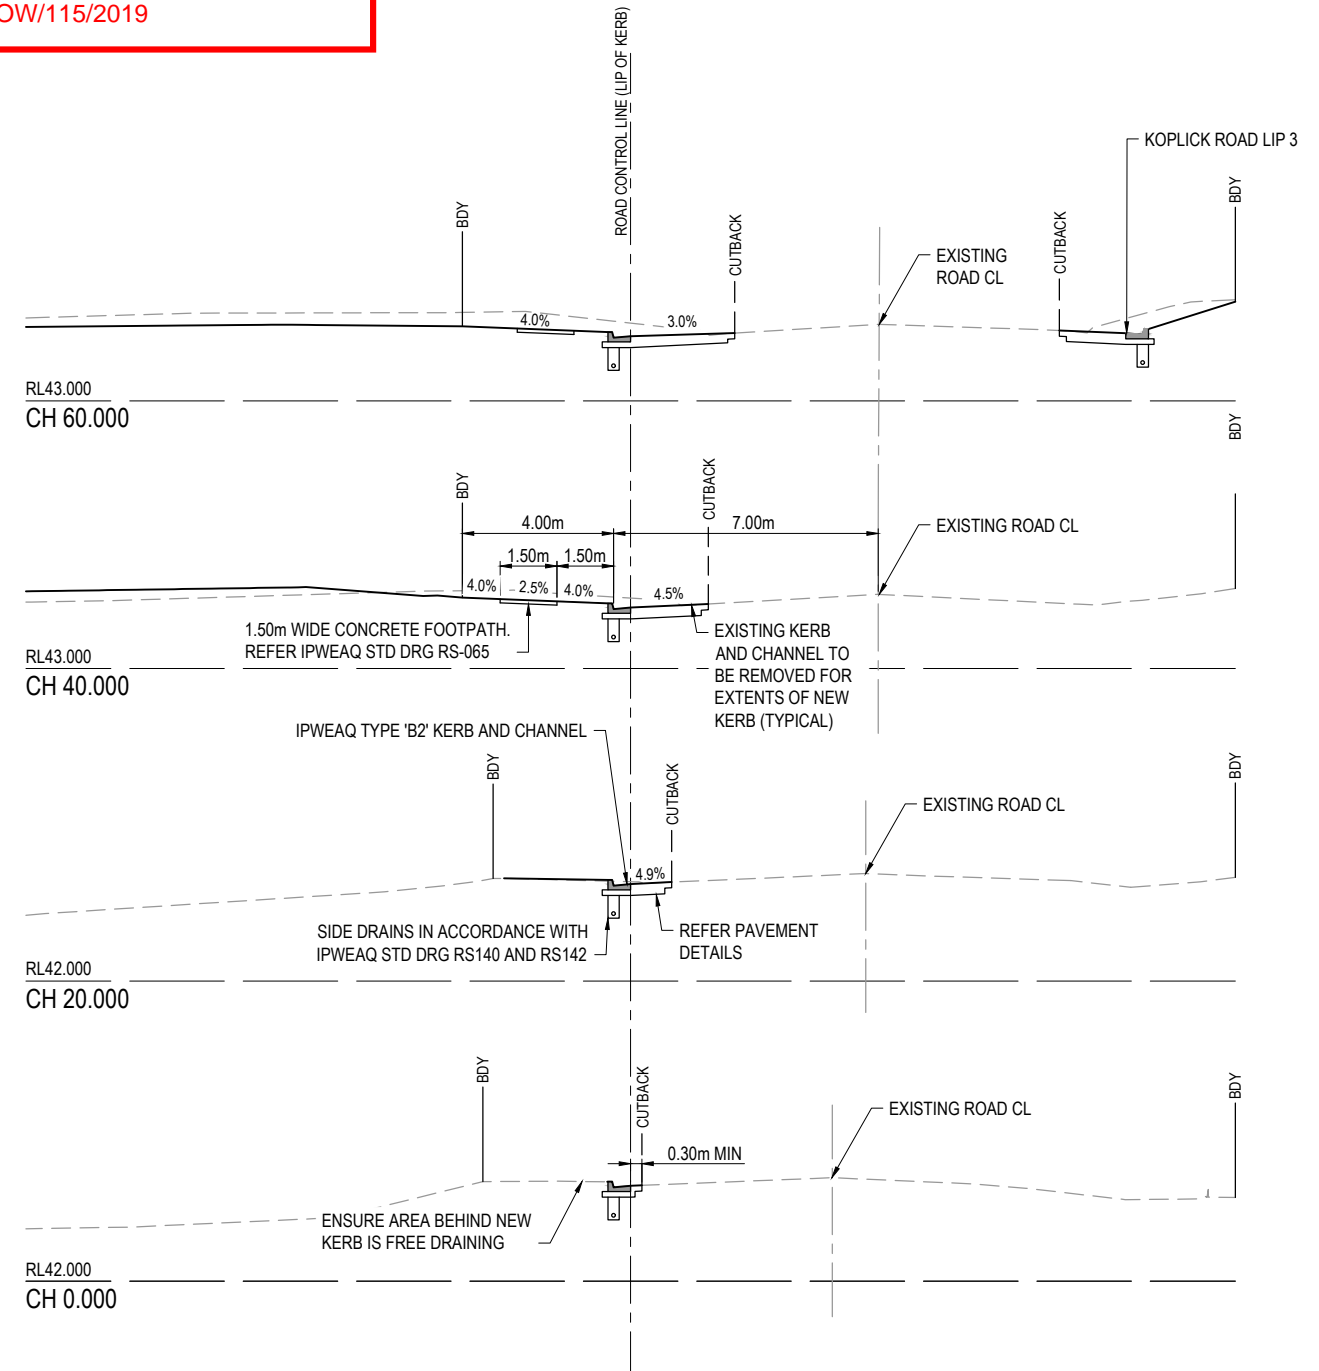 OW/115/2019
ROAD CONTROL LINE (LIP OF KERB)
KOPLICK ROAD LIP 3
BDY
CUTBACK
EXISTING
ROAD CL
CUTBACK
BDY
4.0%
3.0%
RL43.000
CH 60.000
BDY
BDY
CUTBACK
4.00m
7.00m
EXISTING ROAD CL
1.50m
1.50m
4.0%
2.5%
4.0%
4.5%
1.50m WIDE CONCRETE FOOTPATH.
REFER IPWEAQ STD DRG RS-065
EXISTING KERB
AND CHANNEL TO
BE REMOVED FOR
EXTENTS OF NEW
KERB (TYPICAL)
RL43.000
CH 40.000
IPWEAQ TYPE 'B2' KERB AND CHANNEL
BDY
CUTBACK
BDY
EXISTING ROAD CL
4.9%
SIDE DRAINS IN ACCORDANCE WITH
IPWEAQ STD DRG RS140 AND RS142
REFER PAVEMENT
DETAILS
RL42.000
CH 20.000
BDY
CUTBACK
BDY
EXISTING ROAD CL
0.30m MIN
ENSURE AREA BEHIND NEW
KERB IS FREE DRAINING
RL42.000
CH 0.000